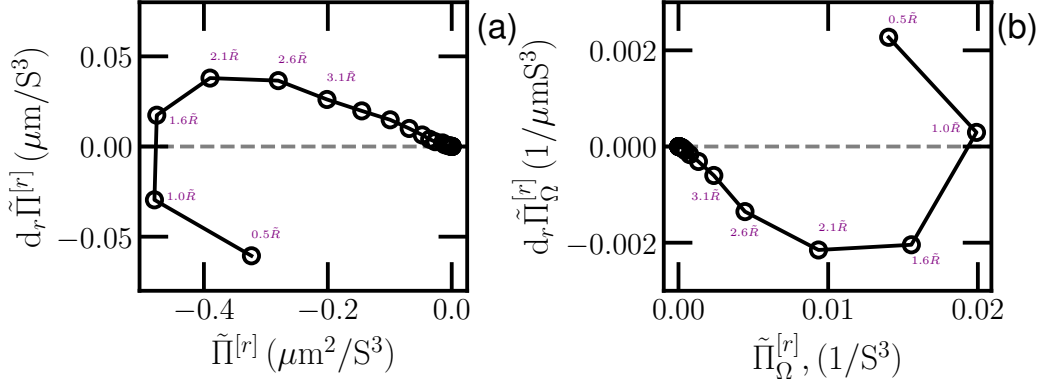 (a)
d_r Π̃^{[r]} (μm/S³)
0.05
0.00
−0.05
2.1R̃
2.6R̃
3.1R̃
1.6R̃
1.0R̃
0.5R̃
−0.4
−0.2
0.0
Π̃^{[r]} (μm²/S³)
(b)
d_r Π̃_Ω^{[r]} (1/μmS³)
0.002
0.000
−0.002
0.5R̃
1.0R̃
3.1R̃
2.6R̃
2.1R̃
1.6R̃
0.00
0.01
0.02
Π̃_Ω^{[r]}, (1/S³)